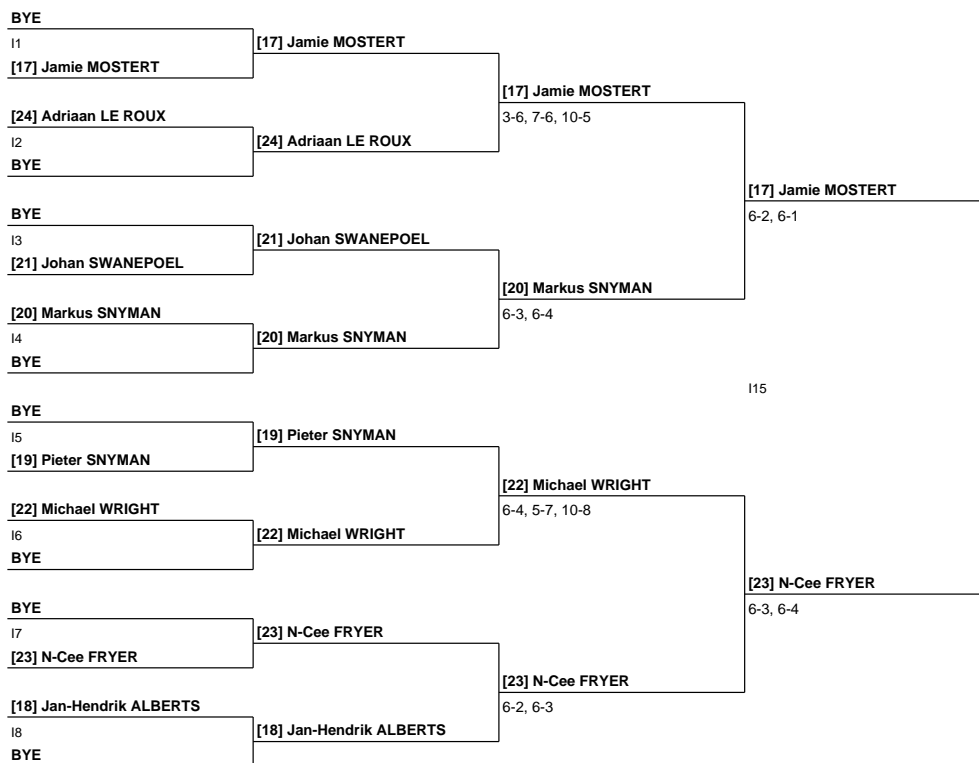 BYE
I1
[17] Jamie MOSTERT
[24] Adriaan LE ROUX
I2
BYE
BYE
I3
[21] Johan SWANEPOEL
[20] Markus SNYMAN
I4
BYE
BYE
I5
[19] Pieter SNYMAN
[22] Michael WRIGHT
I6
BYE
BYE
I7
[23] N-Cee FRYER
[18] Jan-Hendrik ALBERTS
I8
BYE
[17] Jamie MOSTERT
[24] Adriaan LE ROUX
[21] Johan SWANEPOEL
[20] Markus SNYMAN
[19] Pieter SNYMAN
[22] Michael WRIGHT
[23] N-Cee FRYER
[18] Jan-Hendrik ALBERTS
[17] Jamie MOSTERT
3-6, 7-6, 10-5
[20] Markus SNYMAN
6-3, 6-4
[22] Michael WRIGHT
6-4, 5-7, 10-8
[23] N-Cee FRYER
6-2, 6-3
[17] Jamie MOSTERT
6-2, 6-1
I15
[23] N-Cee FRYER
6-3, 6-4